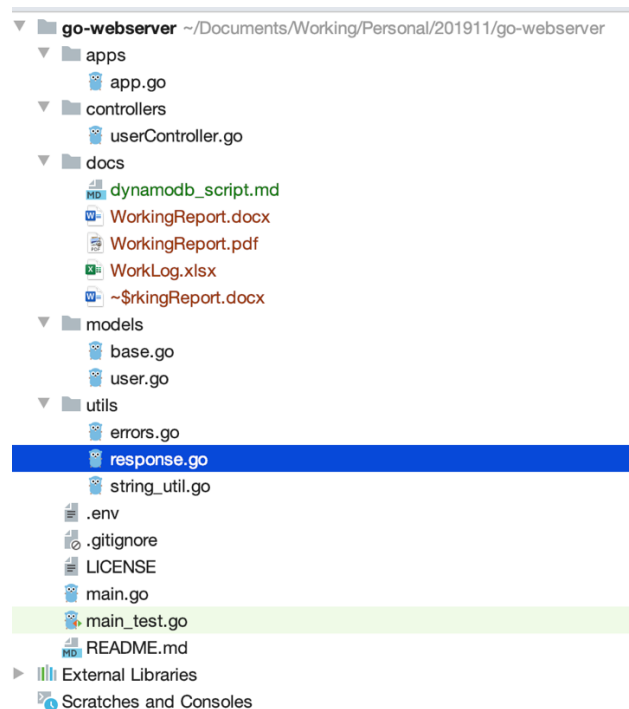 go-webserver ~/Documents/Working/Personal/201911/go-webserver
apps
app.go
controllers
userController.go
docs
MD dynamodb_script.md
WorkingReport.docx
WorkingReport.pdf
WorkLog.xlsx
~$rkingReport.docx
models
base.go
user.go
utils
errors.go
response.go
string_util.go
.env
.gitignore
LICENSE
main.go
main_test.go
MD README.md
External Libraries
Scratches and Consoles